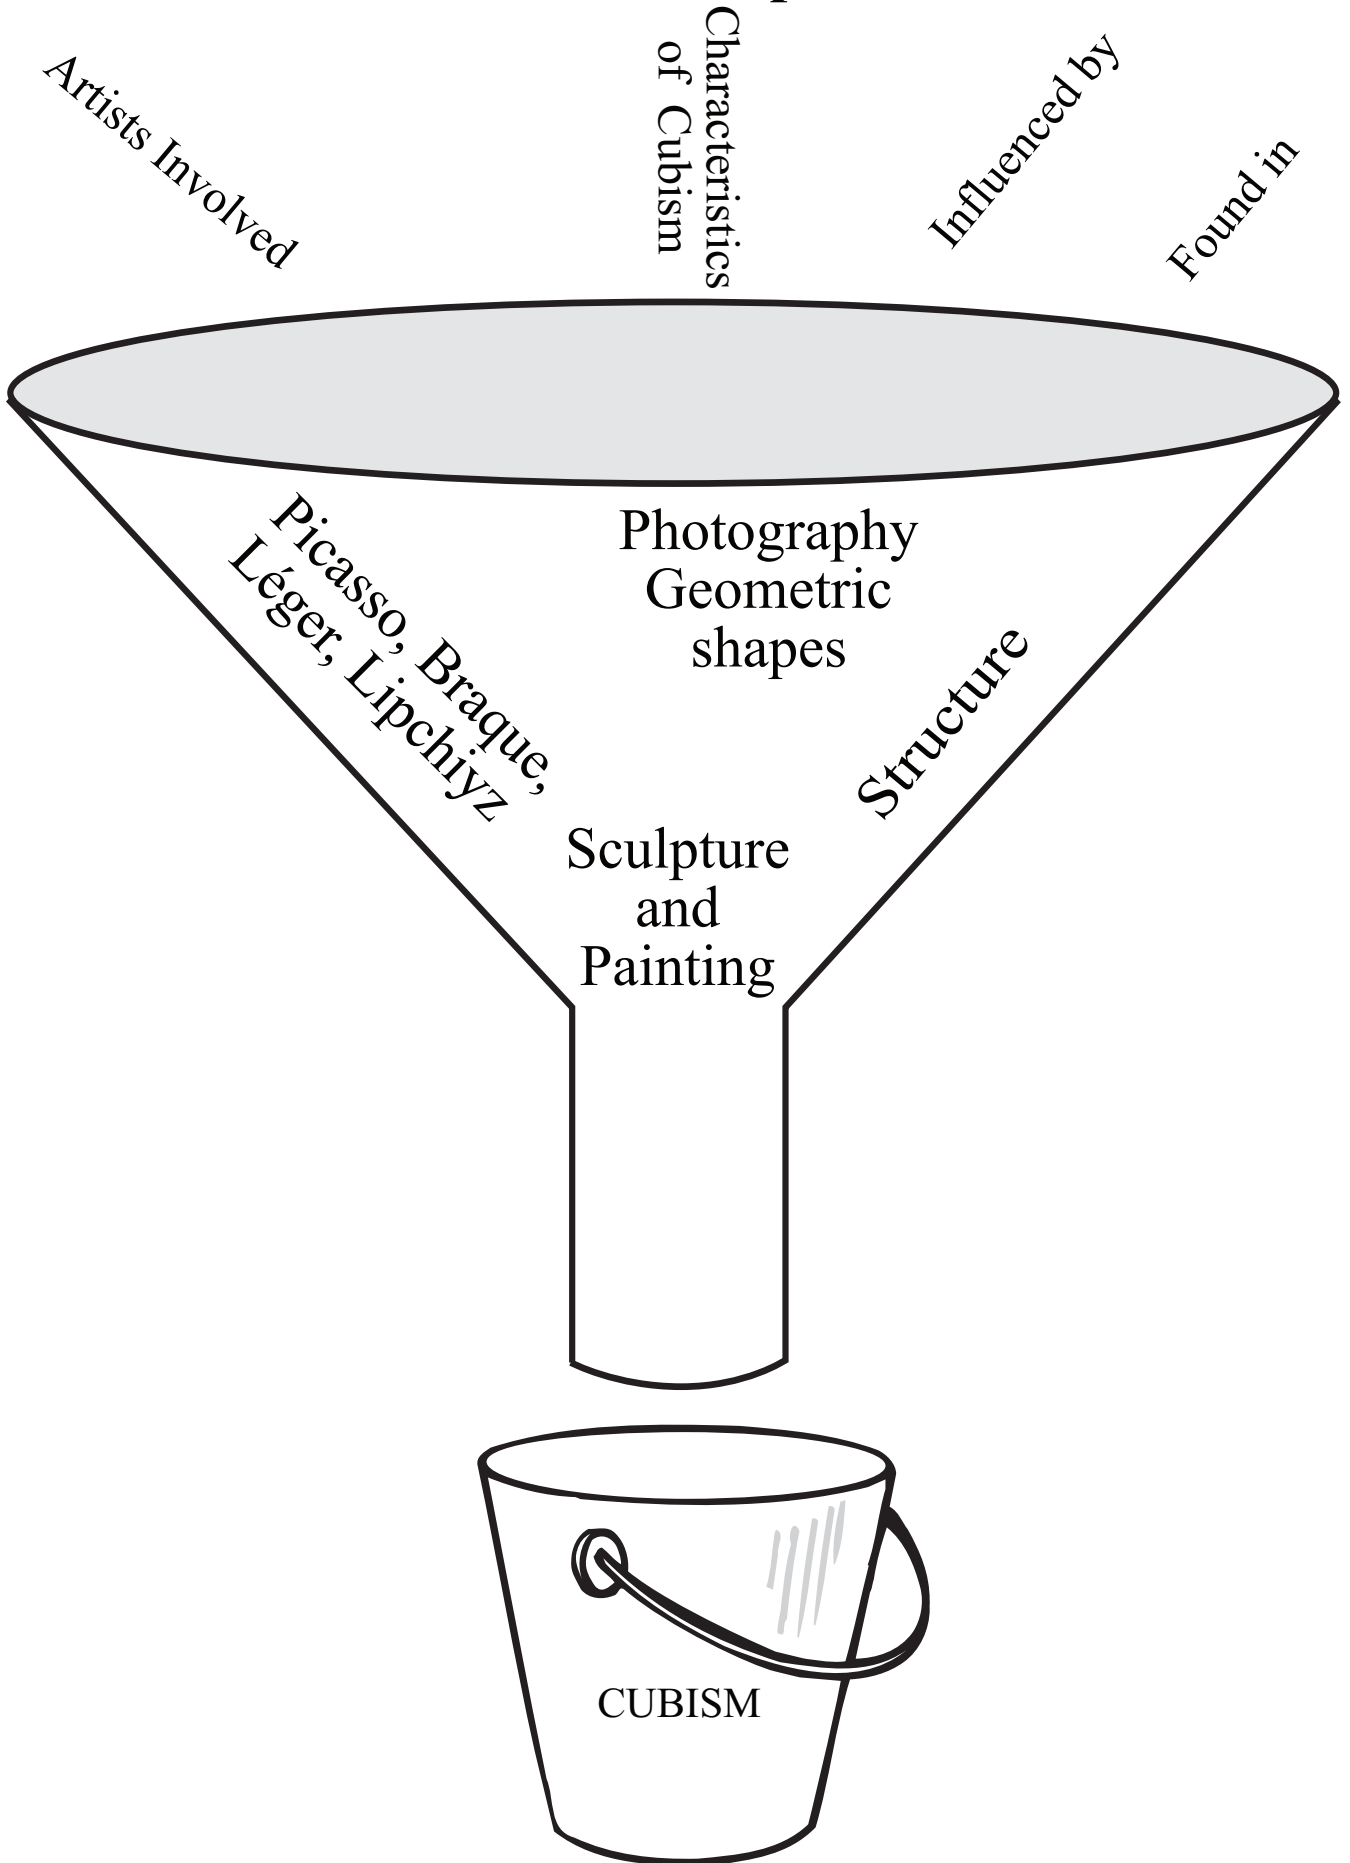 Artists Involved
Characteristics
of Cubism
Influenced by
Found in
Picasso, Braque,
Léger, Lipchiyz
Photography
Geometric
shapes
Structure
Sculpture
and
Painting
CUBISM